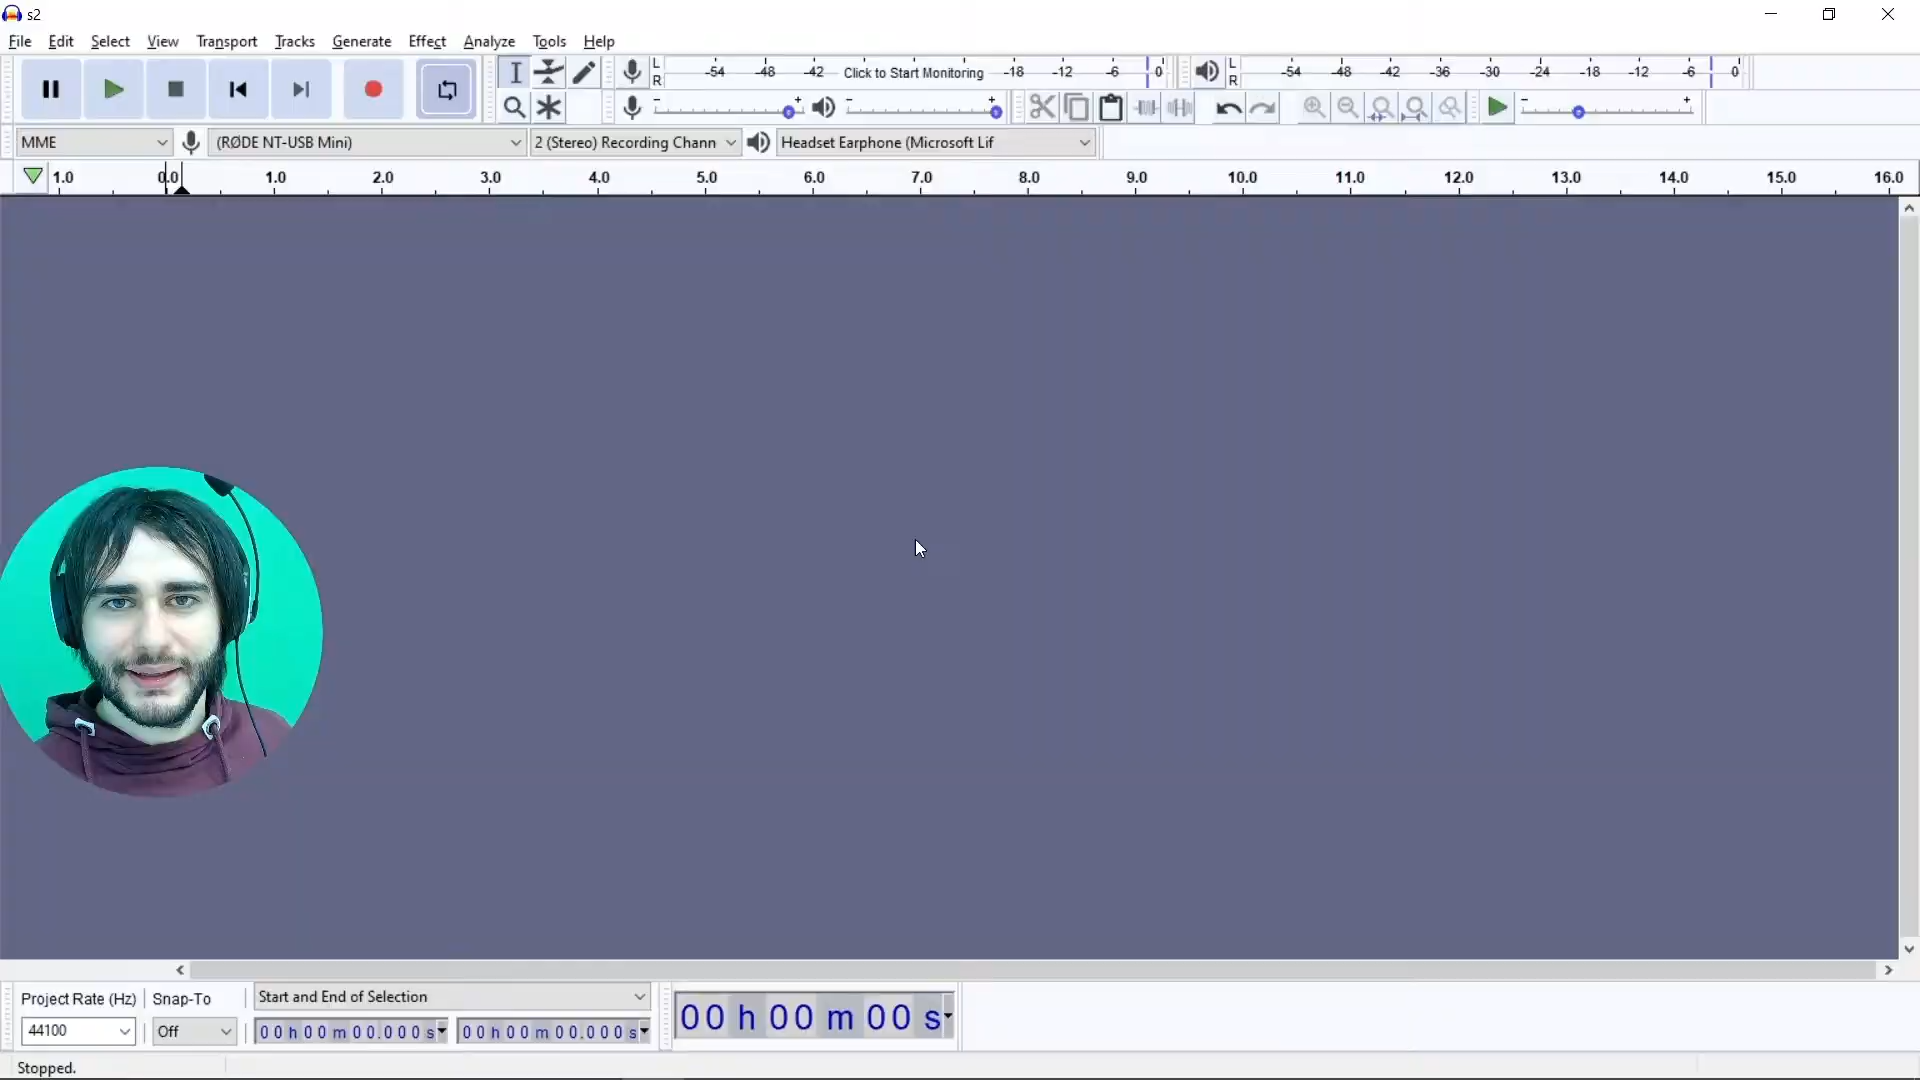 s2
File Edit Select View Transport Tracks Generate Effect Analyze Tools Help
L -54 -48 -42 Click to Start Monitoring -18 -12 -6 0 L -54 -48 -42 -36 -30 -24 -18 -12 -6 0
R R
- + - + - +
MME (RØDE NT-USB Mini) 2 (Stereo) Recording Chann Headset Earphone (Microsoft Lif
1.0 0.0 1.0 2.0 3.0 4.0 5.0 6.0 7.0 8.0 9.0 10.0 11.0 12.0 13.0 14.0 15.0 16.0
Project Rate (Hz) Snap-To Start and End of Selection
44100 Off 00 h 00 m 00.000 s 00 h 00 m 00.000 s 00 h 00 m 00 s
Stopped.